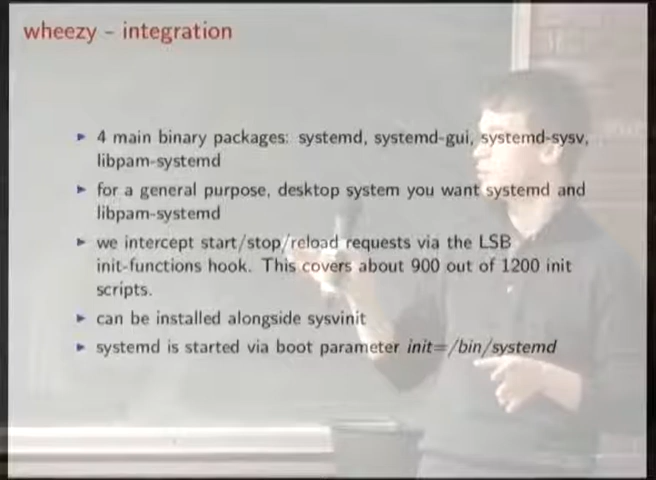 wheezy – integration
4 main binary packages: systemd, systemd-gui, systemd-sysv,
libpam-systemd
for a general purpose, desktop system you want systemd and
libpam-systemd
we intercept start/stop/reload requests via the LSB
init-functions hook. This covers about 900 out of 1200 init
scripts.
can be installed alongside sysvinit
systemd is started via boot parameter init=/bin/systemd